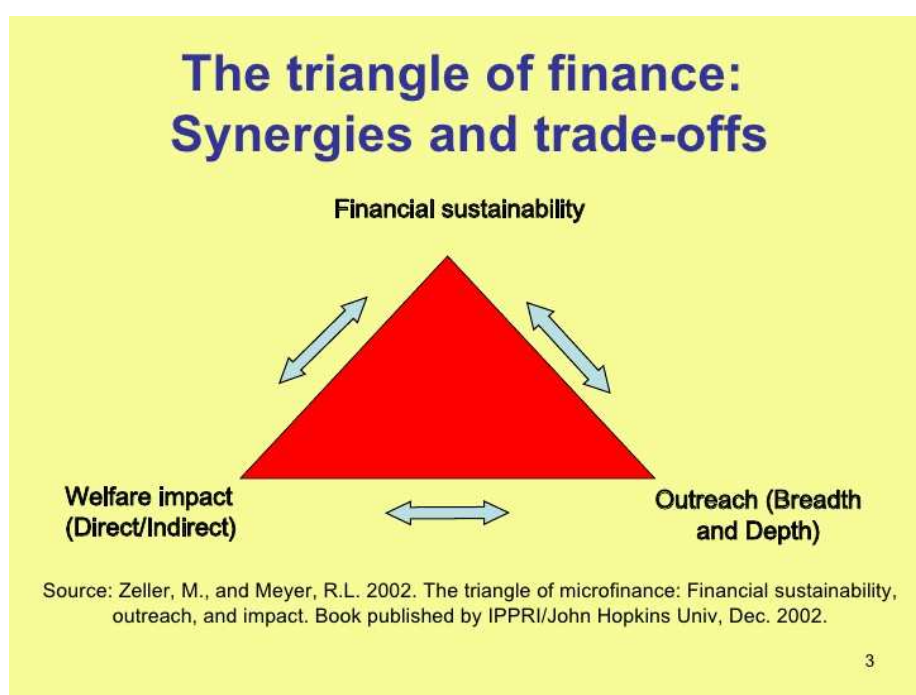 The triangle of finance:
Synergies and trade-offs
Financial sustainability
Welfare impact
(Direct/Indirect)
Outreach (Breadth
and Depth)
Source: Zeller, M., and Meyer, R.L. 2002. The triangle of microfinance: Financial sustainability,
outreach, and impact. Book published by IPPRI/John Hopkins Univ, Dec. 2002.
3